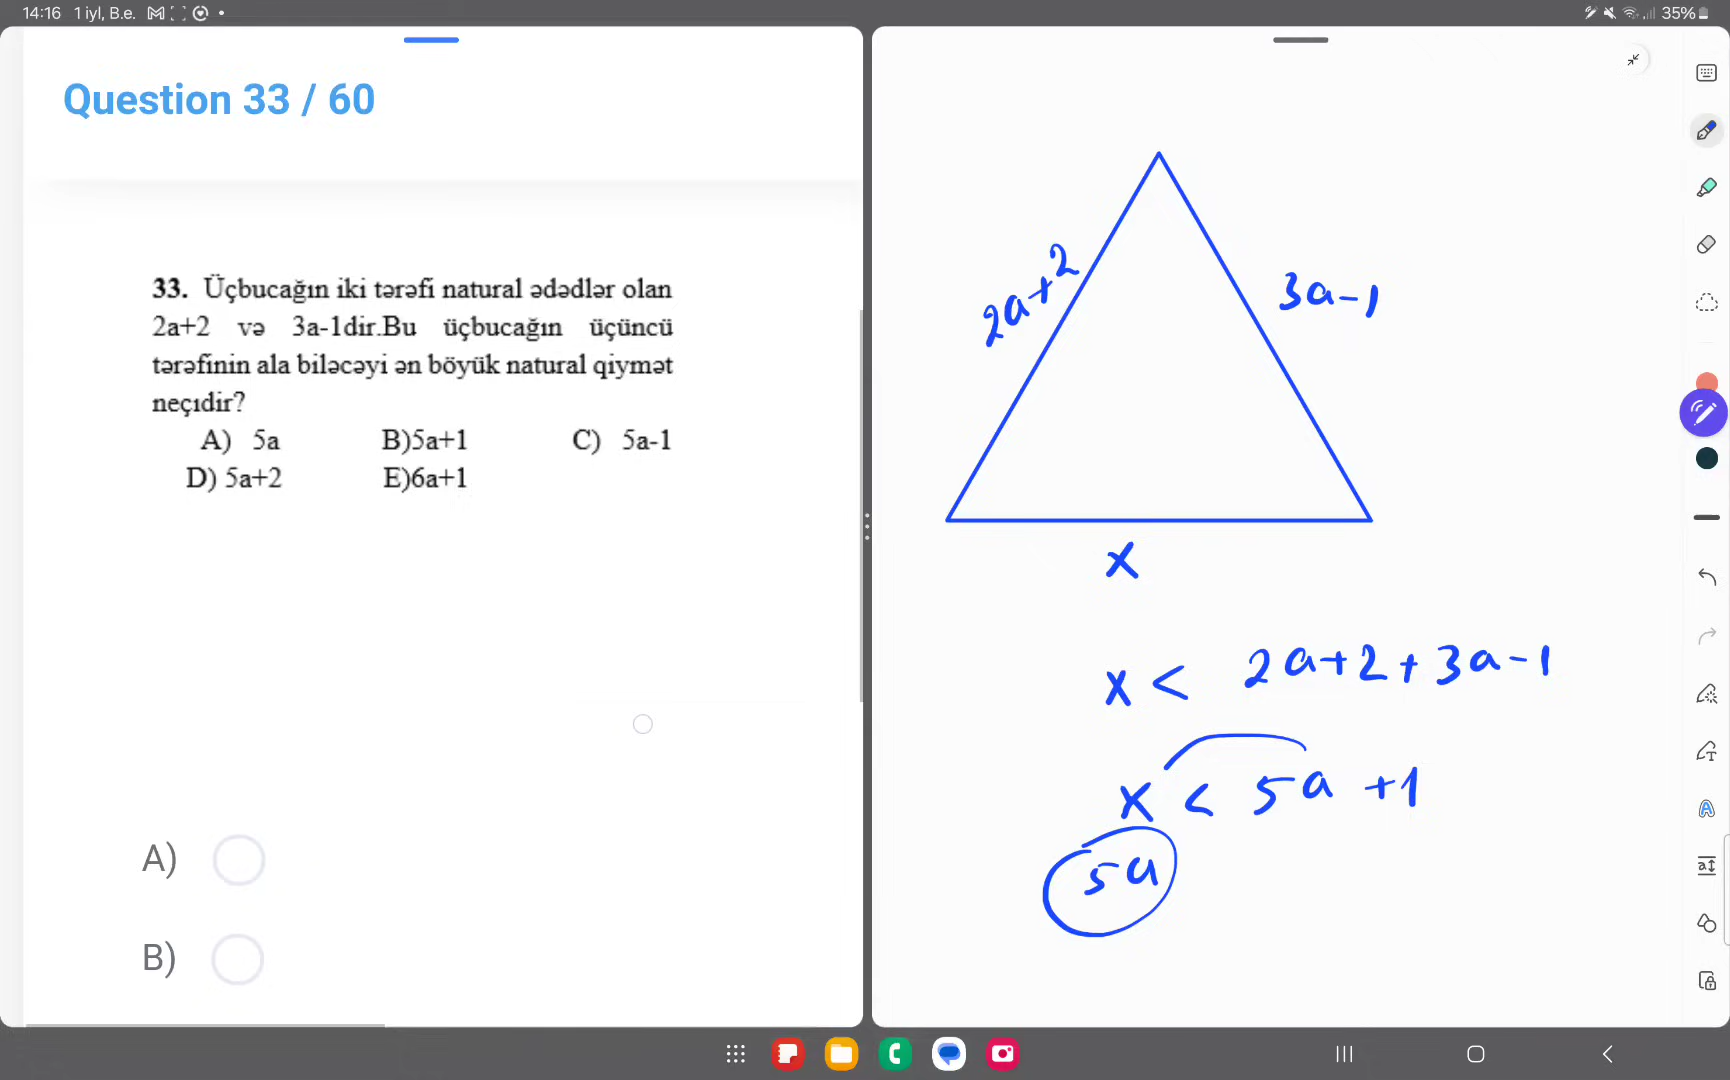 14:16 1 iyl, B.e.
35%
Question 33 / 60
33. Üçbucağın iki tərəfi natural ədədlər olan
2a+2 və 3a-1dir.Bu üçbucağın üçüncü
tərəfinin ala biləcəyi ən böyük natural qiymət
neçıdir?
A) 5a B)5a+1 C) 5a-1
D) 5a+2 E)6a+1
A)
B)
2a+2
3a-1
x
x < 2a+2+3a-1
x < 5a +1
5a